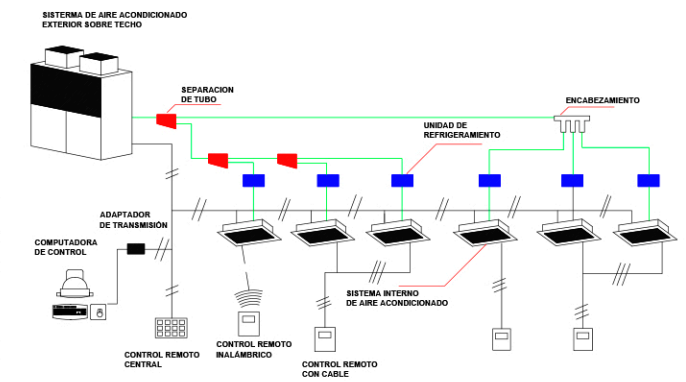 SISTERMA DE AIRE ACONDICIONADO
EXTERIOR SOBRE TECHO
SEPARACION
DE TUBO
ENCABEZAMIENTO
UNIDAD DE
REFRIGERAMIENTO
ADAPTADOR
DE TRANSMISIÓN
COMPUTADORA
DE CONTROL
SISTEMA INTERNO
DE AIRE ACONDICIONADO
CONTROL REMOTO
CENTRAL
CONTROL REMOTO
INALÁMBRICO
CONTROL REMOTO
CON CABLE